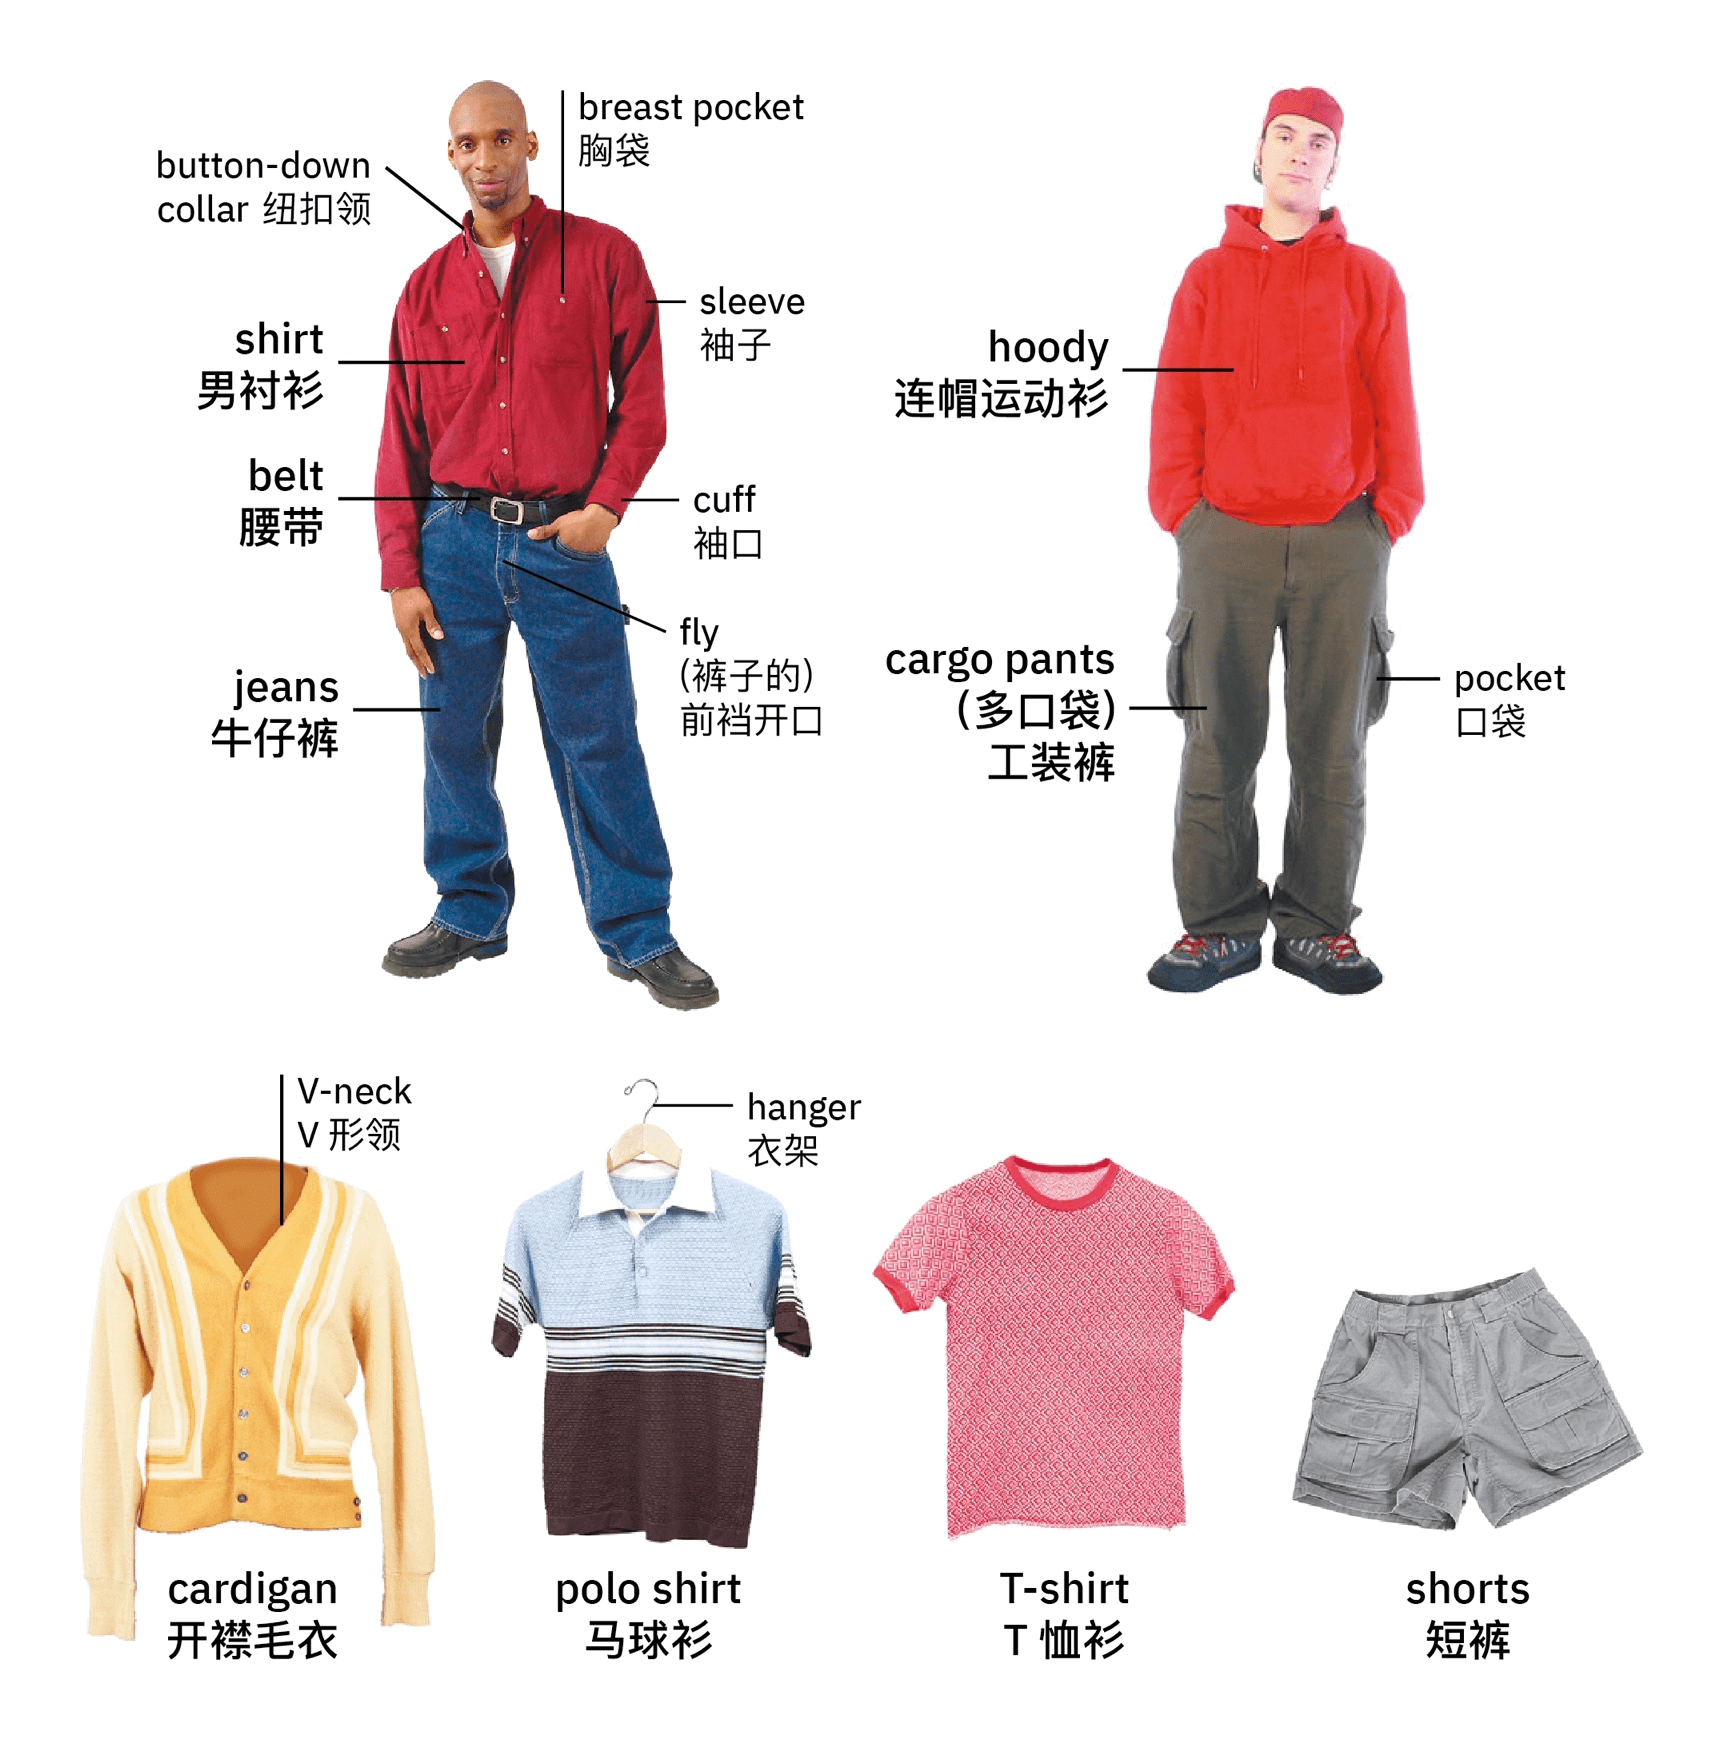 breast pocket
胸袋
button-down
collar 纽扣领
sleeve
袖子
shirt
男衬衫
belt
腰带
cuff
袖口
fly
(裤子的)
前裆开口
jeans
牛仔裤
hoody
连帽运动衫
cargo pants
(多口袋)
工装裤
pocket
口袋
V-neck
V 形领
hanger
衣架
cardigan
开襟毛衣
polo shirt
马球衫
T-shirt
T 恤衫
shorts
短裤